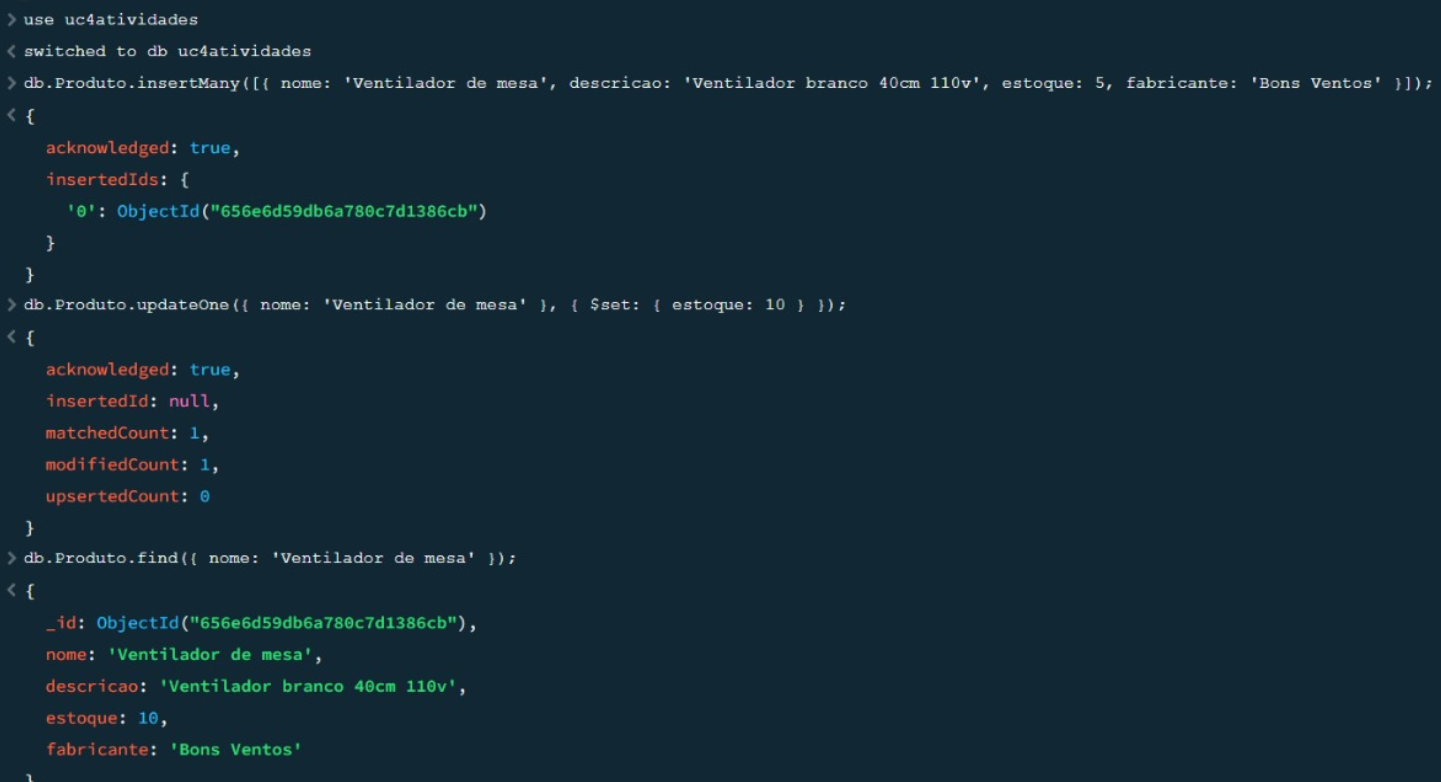 > use uc4atividades
< switched to db uc4atividades
> db.Produto.insertMany([{ nome: 'Ventilador de mesa', descricao: 'Ventilador branco 40cm 110v', estoque: 5, fabricante: 'Bons Ventos' }]);
< {
acknowledged: true,
insertedIds: {
'0': ObjectId("656e6d59db6a780c7d1386cb")
}
}
> db.Produto.updateOne({ nome: 'Ventilador de mesa' }, { $set: { estoque: 10 } });
< {
acknowledged: true,
insertedId: null,
matchedCount: 1,
modifiedCount: 1,
upsertedCount: 0
}
> db.Produto.find({ nome: 'Ventilador de mesa' });
< {
_id: ObjectId("656e6d59db6a780c7d1386cb"),
nome: 'Ventilador de mesa',
descricao: 'Ventilador branco 40cm 110v',
estoque: 10,
fabricante: 'Bons Ventos'
}